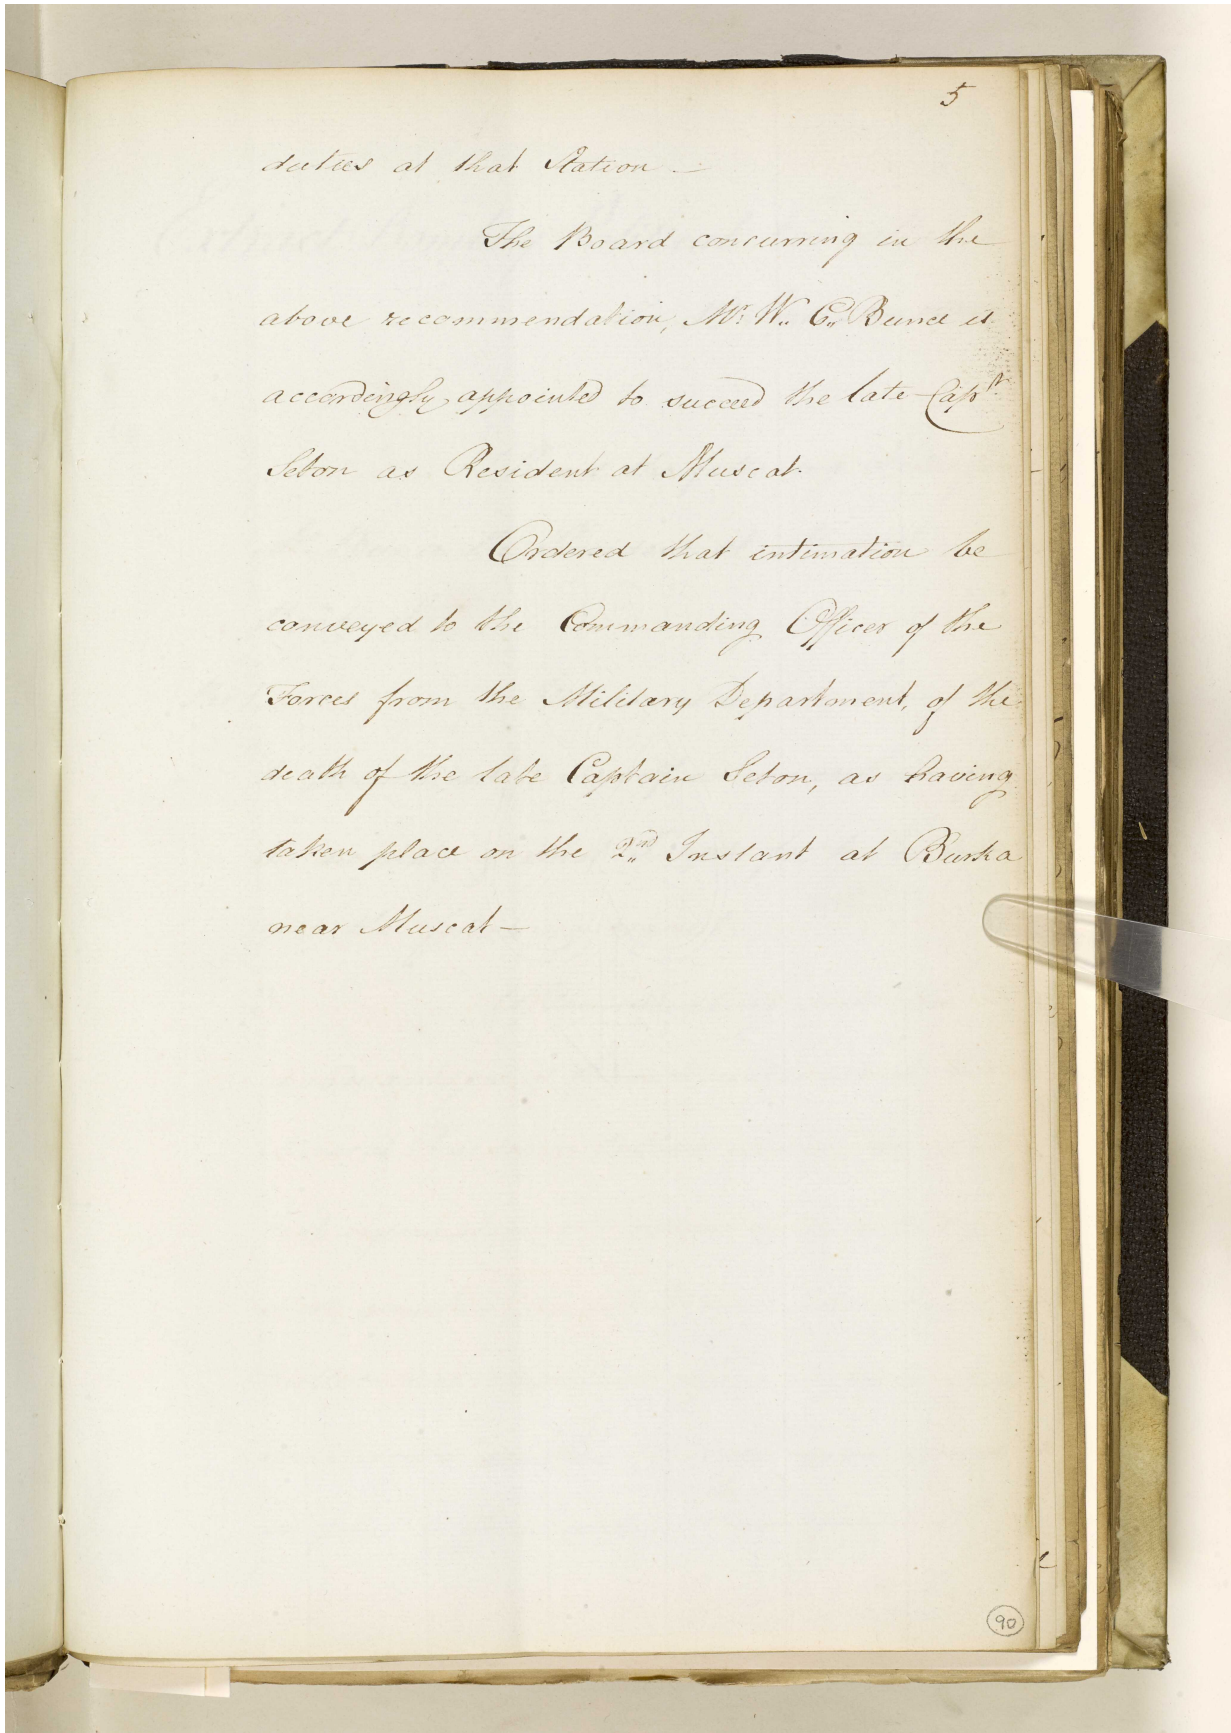 5
duties at that Station —
The Board concurring in the
above recommendation, Mr. W. C. Bunce is
accordingly appointed to succeed the late Capt.
Seton as Resident at Muscat.
Ordered that intimation be
conveyed to the Commanding Officer of the
Forces from the Military Department, of the
death of the late Captain Seton, as having
taken place on the 2nd Instant at Burka
near Muscat —
90